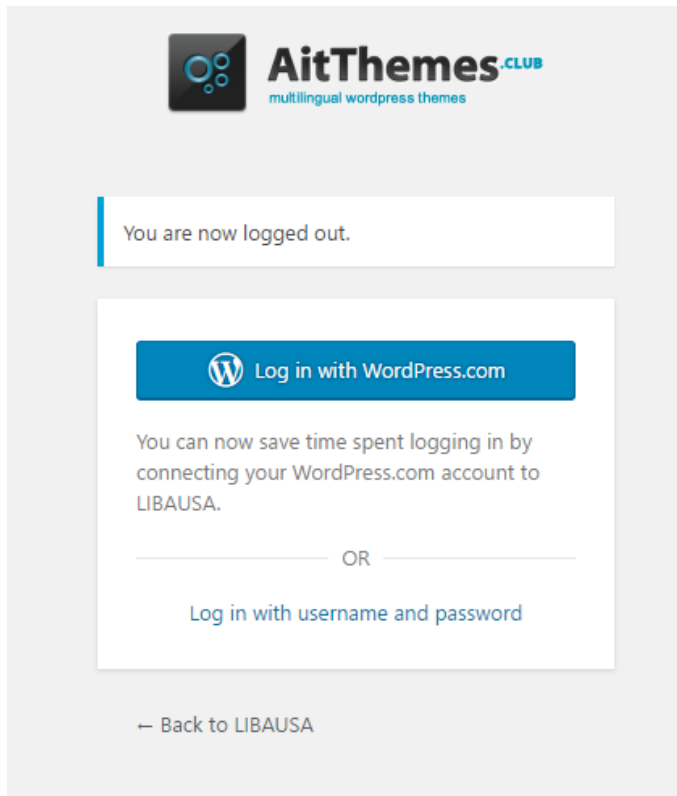 AitThemes.CLUB
multilingual wordpress themes
You are now logged out.
Log in with WordPress.com
You can now save time spent logging in by
connecting your WordPress.com account to
LIBAUSA.
OR
Log in with username and password
← Back to LIBAUSA